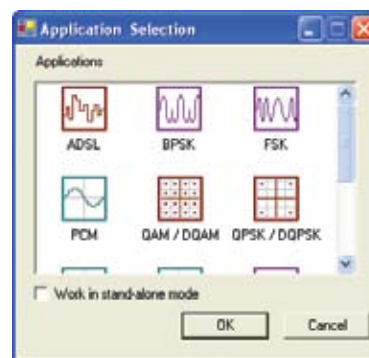 Application Selection
Applications
ADSL BPSK FSK
PCM QAM / DQAM QPSK / DQPSK
Work in stand-alone mode
OK Cancel